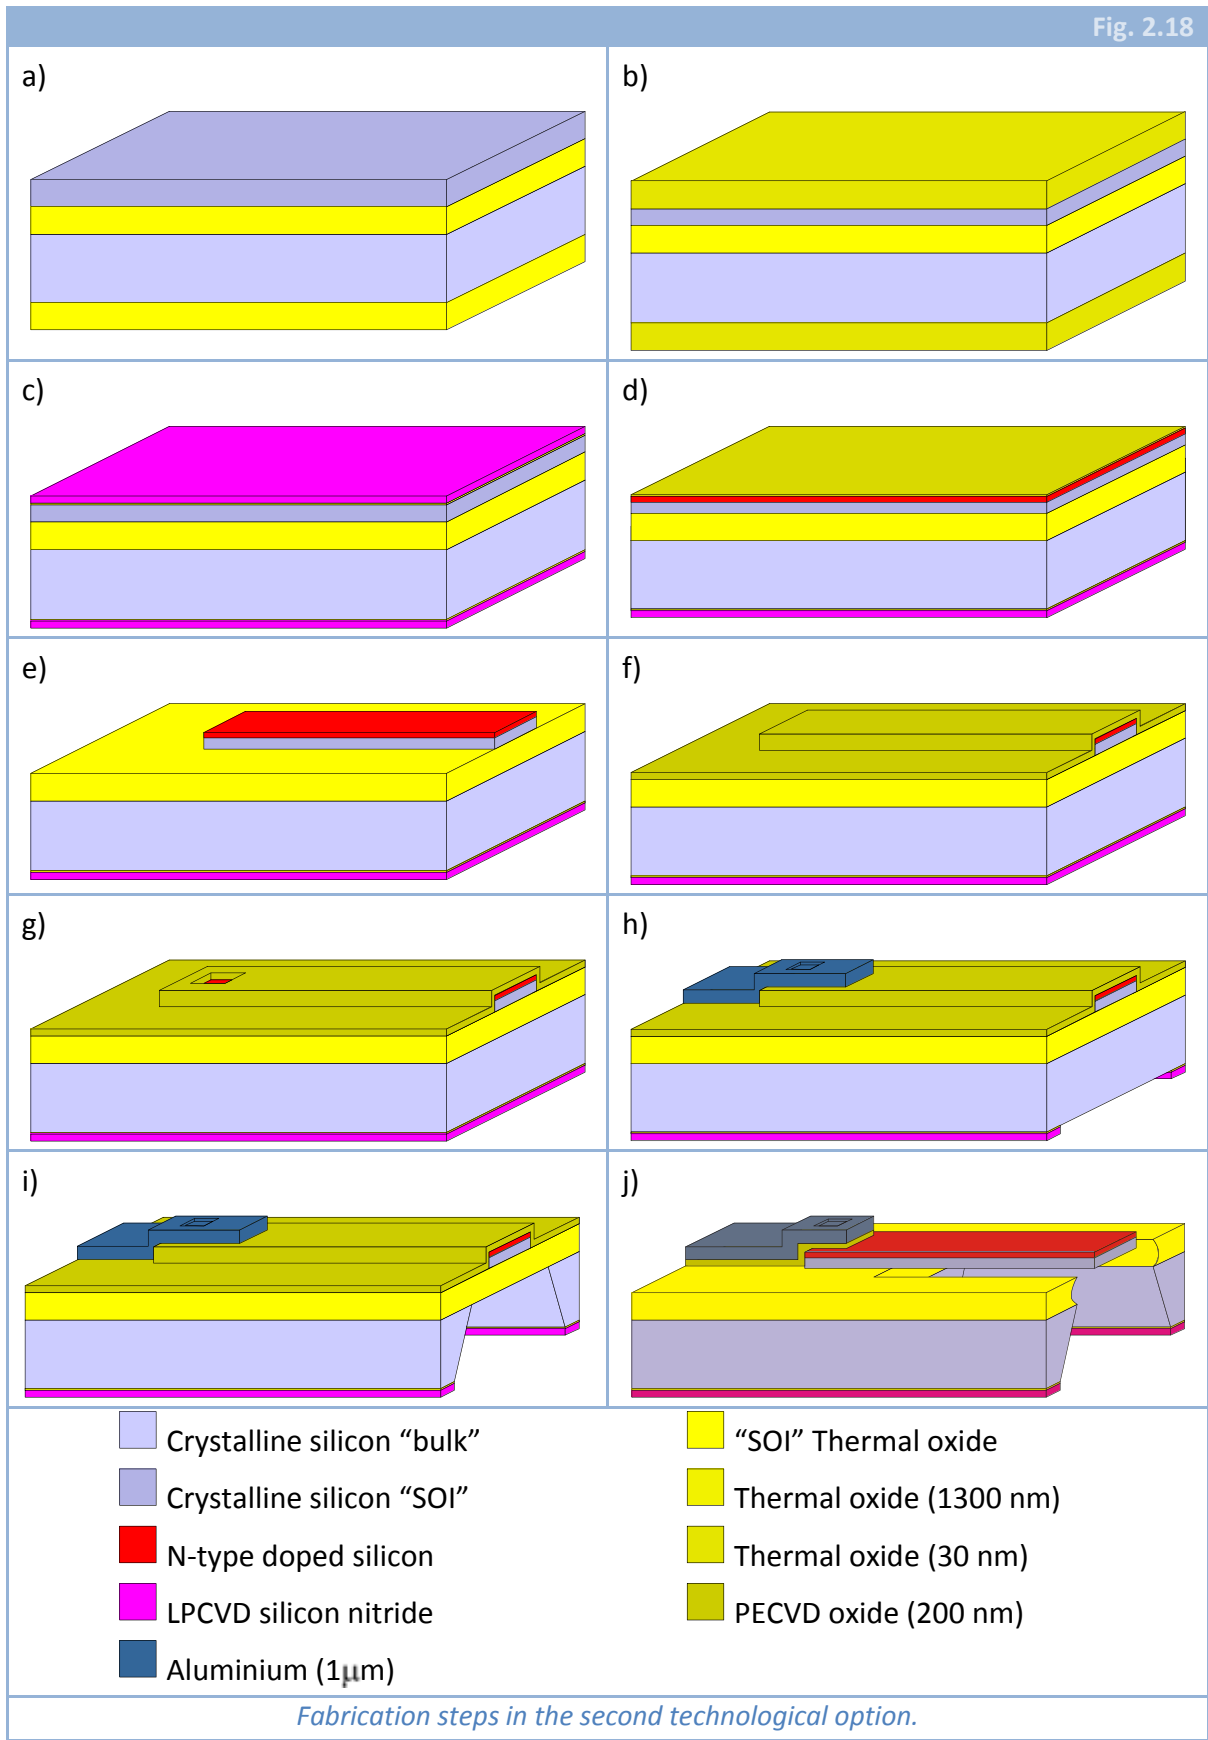 Fig. 2.18
a)
b)
c)
d)
e)
f)
g)
h)
i)
j)
Crystalline silicon “bulk”
“SOI” Thermal oxide
Crystalline silicon “SOI”
Thermal oxide (1300 nm)
N-type doped silicon
Thermal oxide (30 nm)
LPCVD silicon nitride
PECVD oxide (200 nm)
Aluminium (1μm)
Fabrication steps in the second technological option.